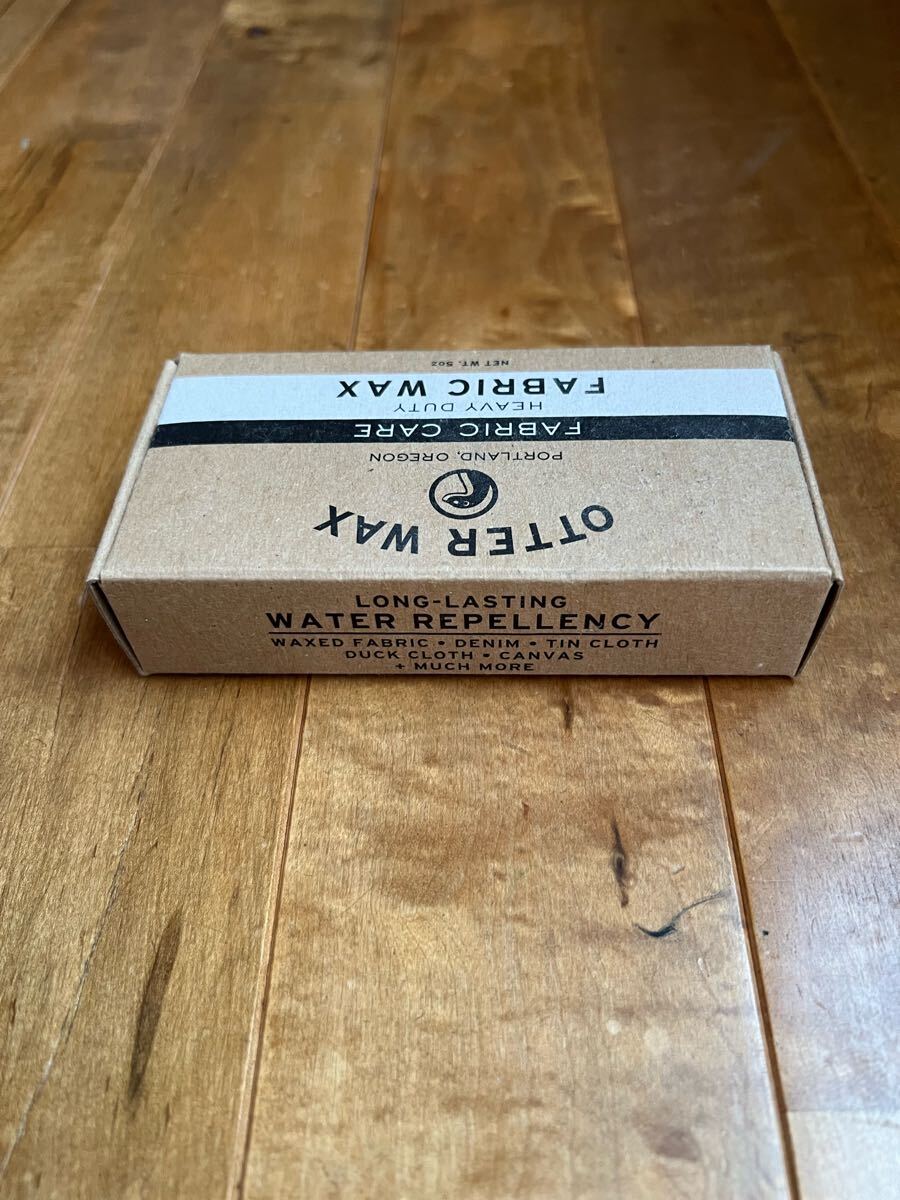 OTTER WAX
PORTLAND, OREGON
FABRIC CARE
HEAVY DUTY
FABRIC WAX
NET WT. 5oz
LONG-LASTING
WATER REPELLENCY
WAXED FABRIC • DENIM • TIN CLOTH
DUCK CLOTH • CANVAS
+ MUCH MORE